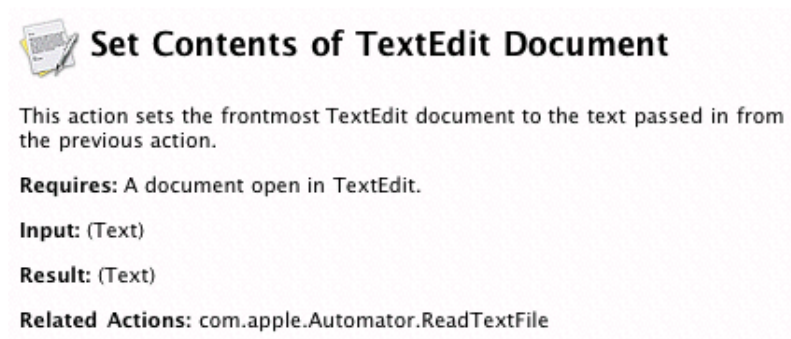 Set Contents of TextEdit Document
This action sets the frontmost TextEdit document to the text passed in from
the previous action.
Requires: A document open in TextEdit.
Input: (Text)
Result: (Text)
Related Actions: com.apple.Automator.ReadTextFile